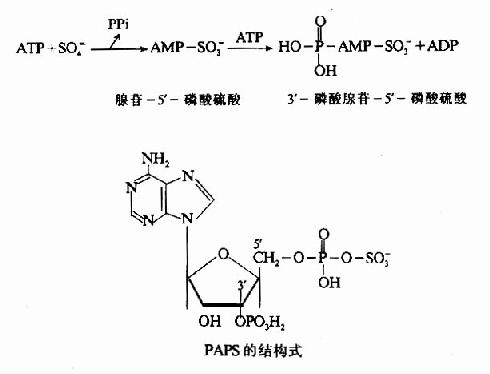 PPi
O
ATP + SO₄⁻ AMP-SO₃⁻ ATP HO-P-AMP-SO₃⁻ + ADP
OH
腺苷-5′-磷酸硫酸 3′-磷酸腺苷-5′-磷酸硫酸
NH₂
N N
N N
O 5′ CH₂-O-P-O-SO₃⁻
O
OH
3′
OH OPO₃H₂
PAPS的结构式